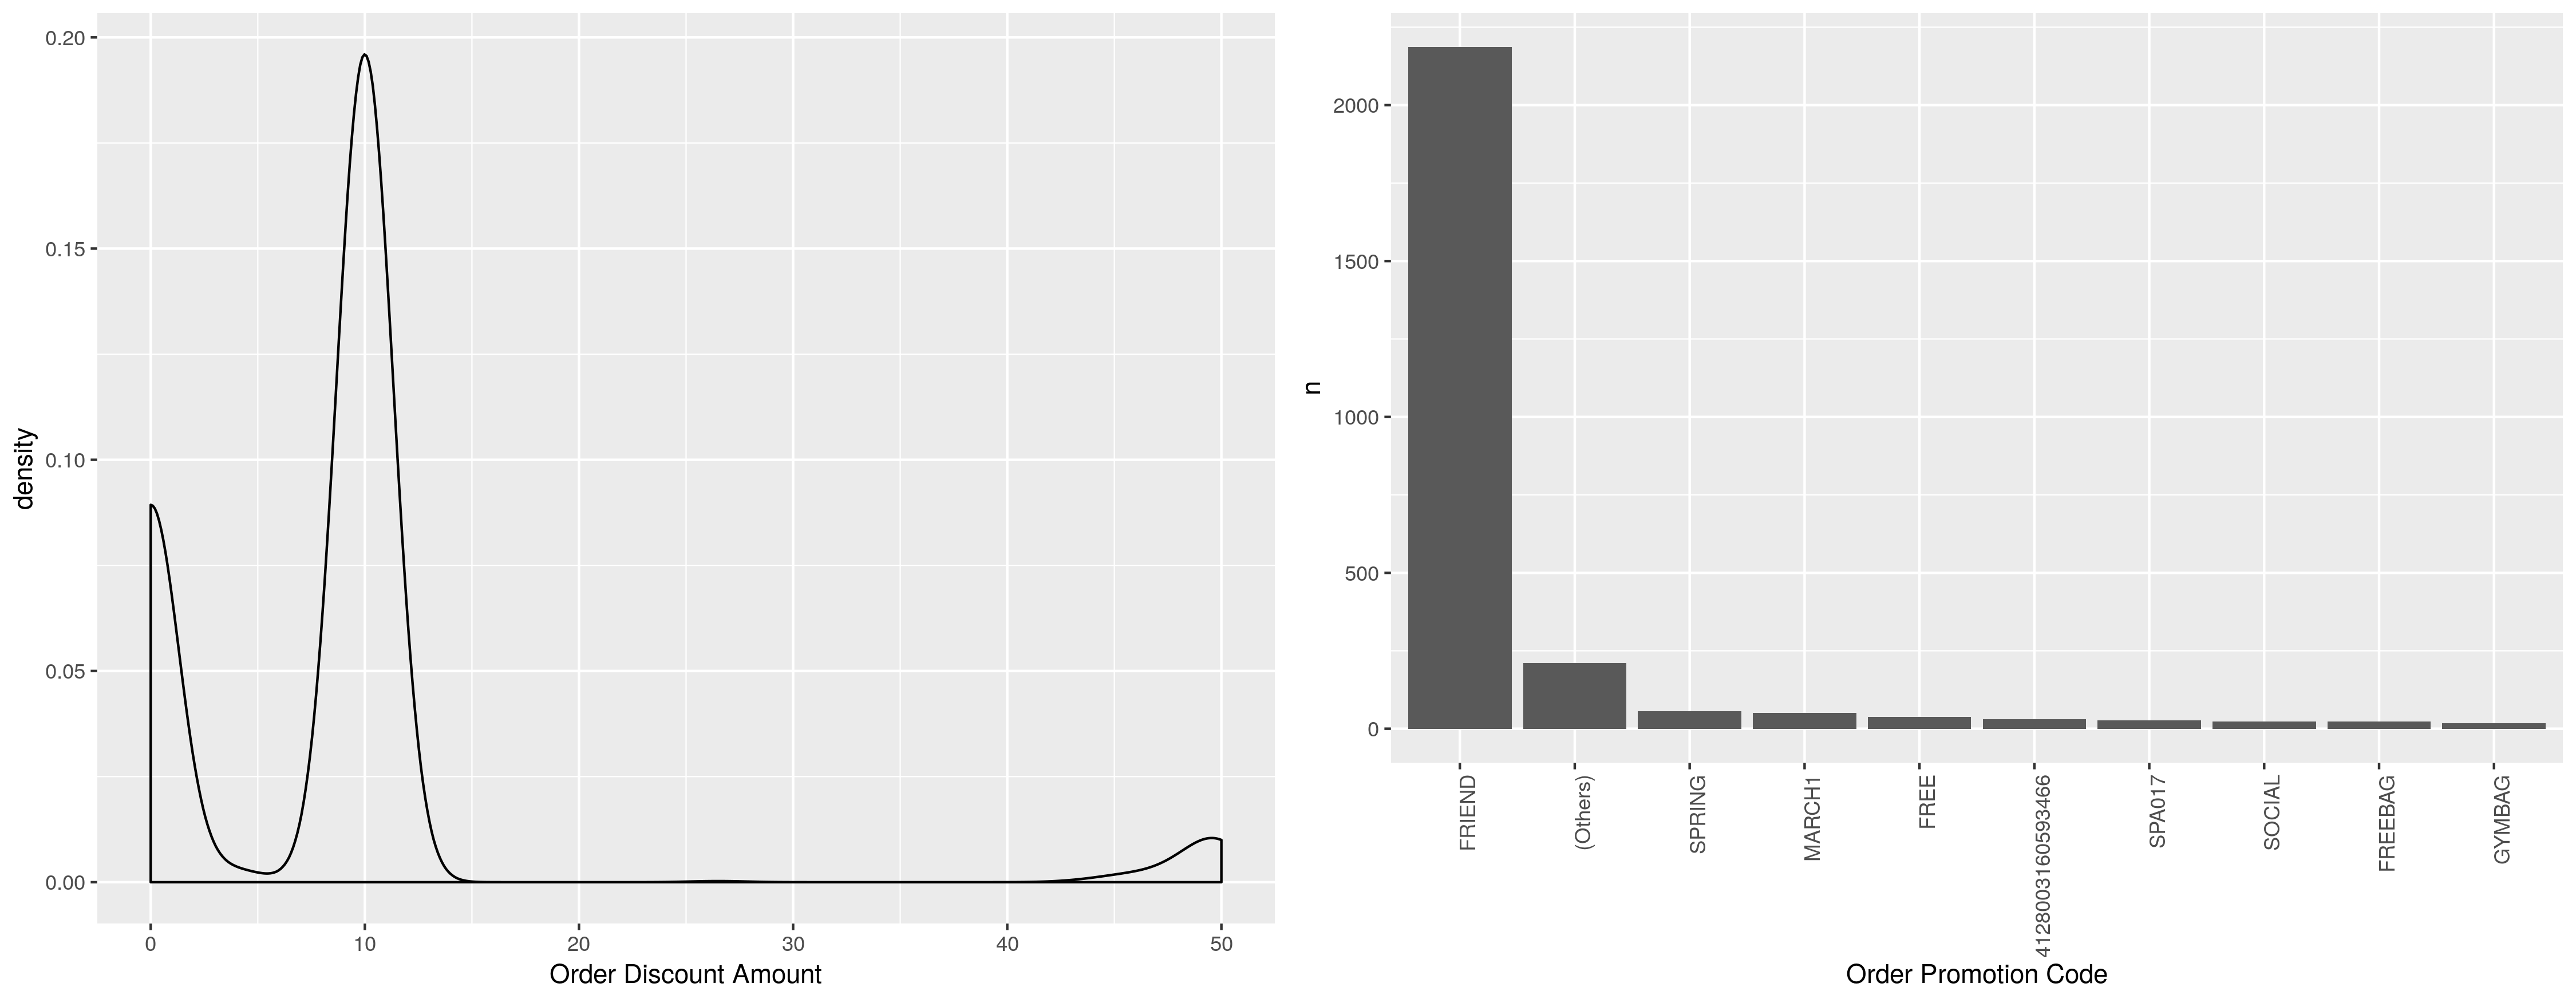 0.20
0.15
0.10
0.05
0.00
density
0
10
20
30
40
50
Order Discount Amount
2000
1500
1000
500
0
n
FRIEND
(Others)
SPRING
MARCH1
FREE
4128003160593466
SPA017
SOCIAL
FREEBAG
GYMBAG
Order Promotion Code